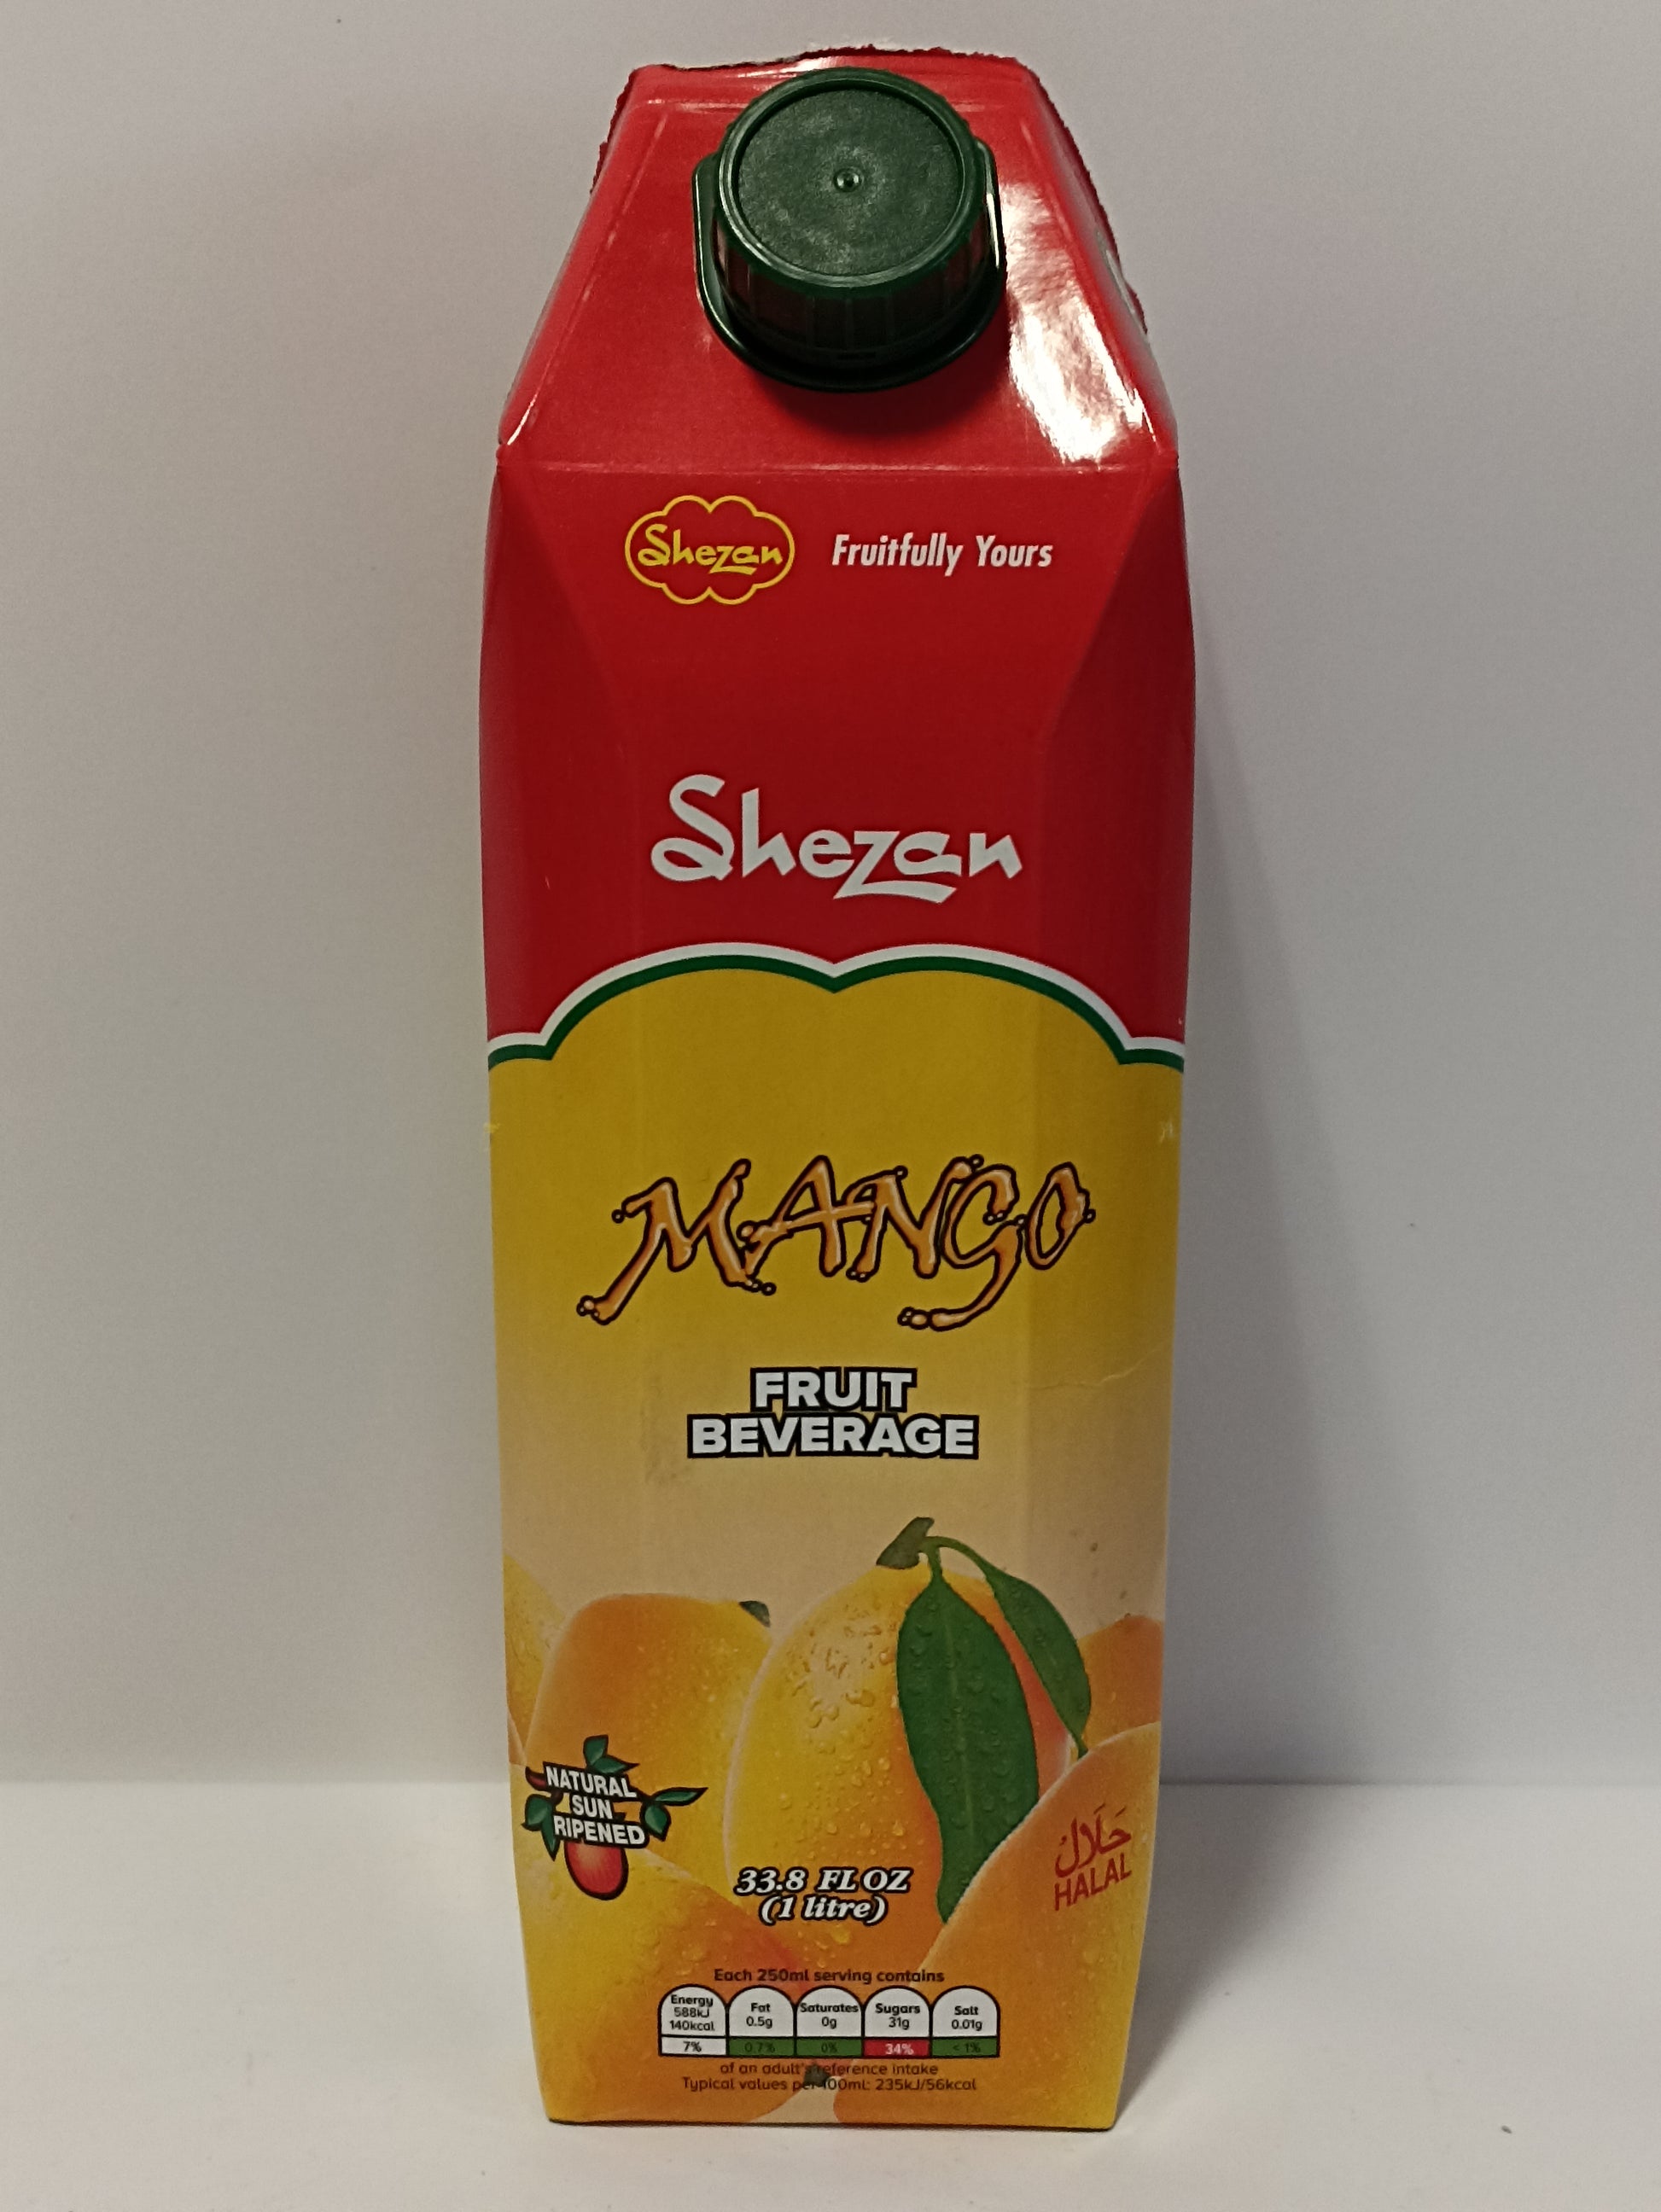 Shezan
Fruitfully Yours
Shezan
MANGO
FRUIT
BEVERAGE
NATURAL
SUN
RIPENED
33.8 FL OZ
(1 litre)
حَلَال
HALAL
Each 250ml serving contains
Energy
588kJ
140kcal
7%
Fat
0.5g
0.7%
Saturates
0g
0%
Sugars
31g
34%
Salt
0.01g
< 1%
of an adult's reference intake
Typical values per 100ml: 235kJ/56kcal